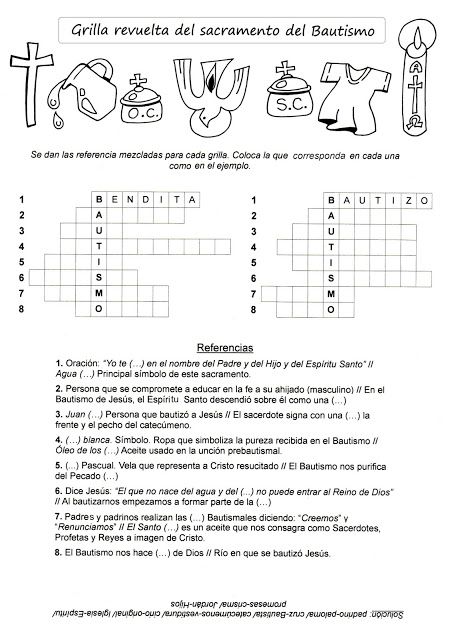 Grilla revuelta del sacramento del Bautismo
O.C.
S.C.
A
Ω
Se dan las referencia mezcladas para cada grilla. Coloca la que corresponda en cada una
como en el ejemplo.
1 BENDITA
2 A
3 U
4 T
5 I
6 S
7 M
8 O
1 BAUTIZO
2 A
3 U
4 T
5 I
6 S
7 M
8 O
Referencias
1. Oración: “Yo te (…) en el nombre del Padre y del Hijo y del Espíritu Santo” //
Agua (…) Principal símbolo de este sacramento.
2. Persona que se compromete a educar en la fe a su ahijado (masculino) // En el
Bautismo de Jesús, el Espíritu Santo descendió sobre él como una (…)
3. Juan (…) Persona que bautizó a Jesús // El sacerdote signa con una (…) la
frente y el pecho del catecúmeno.
4. (…) blanca. Símbolo. Ropa que simboliza la pureza recibida en el Bautismo //
Óleo de los (…) Aceite usado en la unción prebautismal.
5. (...) Pascual. Vela que representa a Cristo resucitado // El Bautismo nos purifica
del Pecado (…)
6. Dice Jesús: “El que no nace del agua y del (…) no puede entrar al Reino de Dios”
// Al bautizarnos empezamos a formar parte de la (…)
7. Padres y padrinos realizan las (…) Bautismales diciendo: “Creemos” y
“Renunciamos” // El Santo (…) es un aceite que nos consagra como Sacerdotes,
Profetas y Reyes a imagen de Cristo.
8. El Bautismo nos hace (…) de Dios // Río en que se bautizó Jesús.
Solución: padrino-paloma/ cruz-Bautista/ catecúmenos-vestidura/ cirio-original/ Iglesia-Espíritu/
promesas-crisma/ Jordán-Hijos